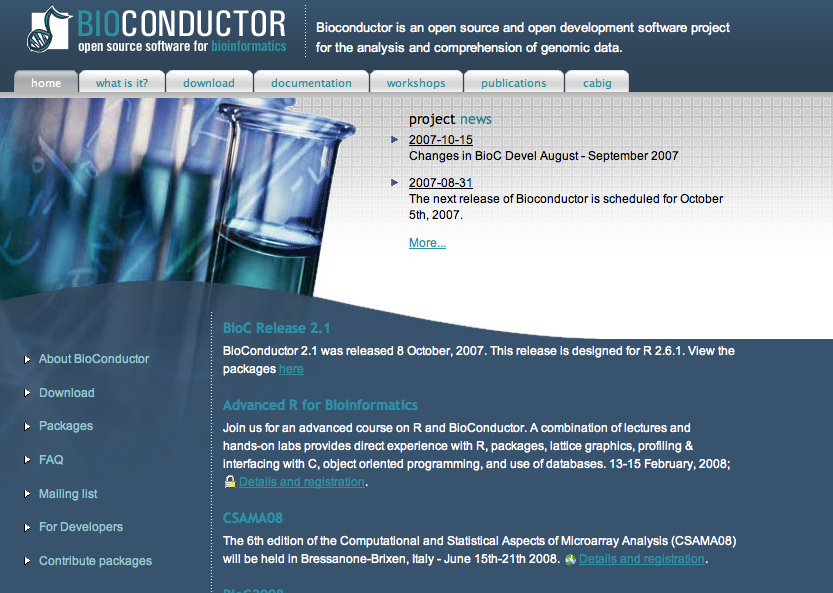 BIOCONDUCTOR
open source software for bioinformatics
Bioconductor is an open source and open development software project
for the analysis and comprehension of genomic data.
home
what is it?
download
documentation
workshops
publications
cabig
project news
2007-10-15
Changes in BioC Devel August - September 2007
2007-08-31
The next release of Bioconductor is scheduled for October
5th, 2007.
More...
About BioConductor
Download
Packages
FAQ
Mailing list
For Developers
Contribute packages
BioC Release 2.1
BioConductor 2.1 was released 8 October, 2007. This release is designed for R 2.6.1. View the
packages here
Advanced R for Bioinformatics
Join us for an advanced course on R and BioConductor. A combination of lectures and
hands-on labs provides direct experience with R, packages, lattice graphics, profiling &
interfacing with C, object oriented programming, and use of databases. 13-15 February, 2008;
Details and registration.
CSAMA08
The 6th edition of the Computational and Statistical Aspects of Microarray Analysis (CSAMA08)
will be held in Bressanone-Brixen, Italy - June 15th-21th 2008. Details and registration.
BioC2008